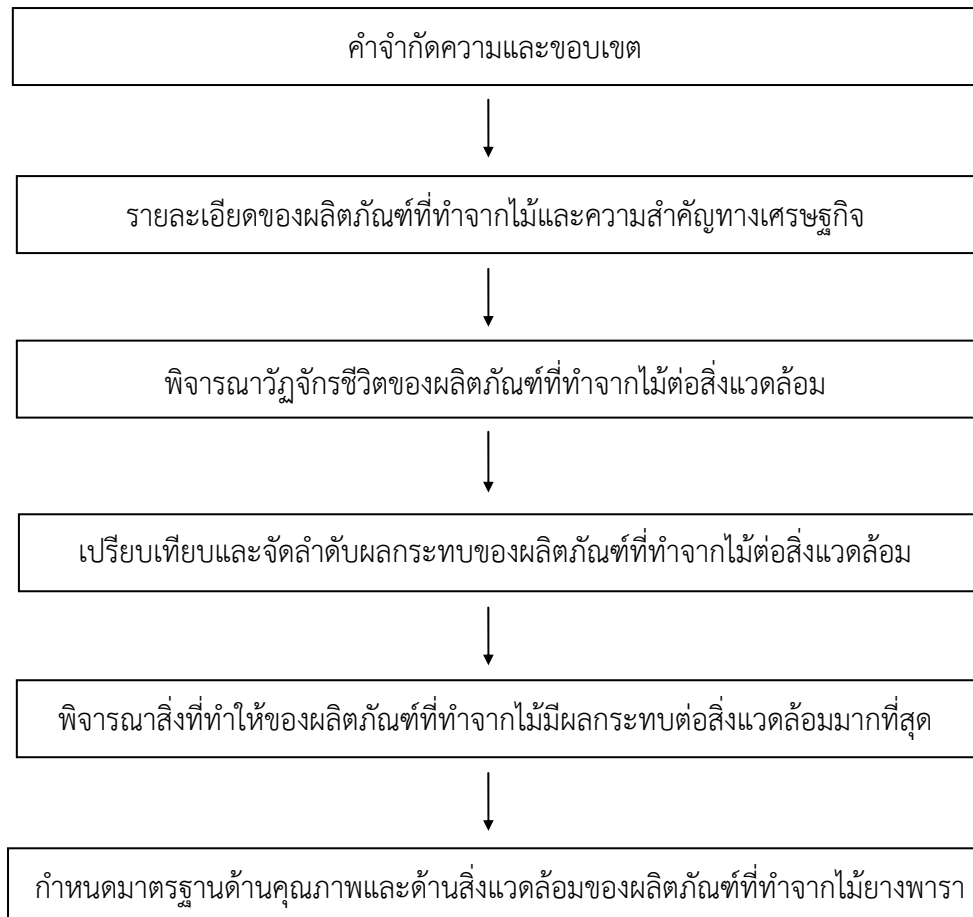 คำจำกัดความและขอบเขต
รายละเอียดของผลิตภัณฑ์ที่ทำจากไม้และความสำคัญทางเศรษฐกิจ
พิจารณาวัฏจักรชีวิตของผลิตภัณฑ์ที่ทำจากไม้ต่อสิ่งแวดล้อม
เปรียบเทียบและจัดลำดับผลกระทบของผลิตภัณฑ์ที่ทำจากไม้ต่อสิ่งแวดล้อม
พิจารณาสิ่งที่ทำให้ของผลิตภัณฑ์ที่ทำจากไม้มีผลกระทบต่อสิ่งแวดล้อมมากที่สุด
กำหนดมาตรฐานด้านคุณภาพและด้านสิ่งแวดล้อมของผลิตภัณฑ์ที่ทำจากไม้ยางพารา